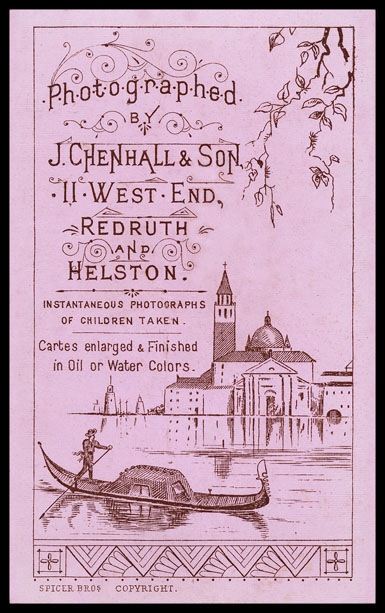 Photographed
BY
J. CHENHALL & SON,
11 · WEST · END,
REDRUTH
AND
HELSTON.
INSTANTANEOUS PHOTOGRAPHS
OF CHILDREN TAKEN.
Cartes enlarged & Finished
in Oil or Water Colors.
SPICER BROS COPYRIGHT.